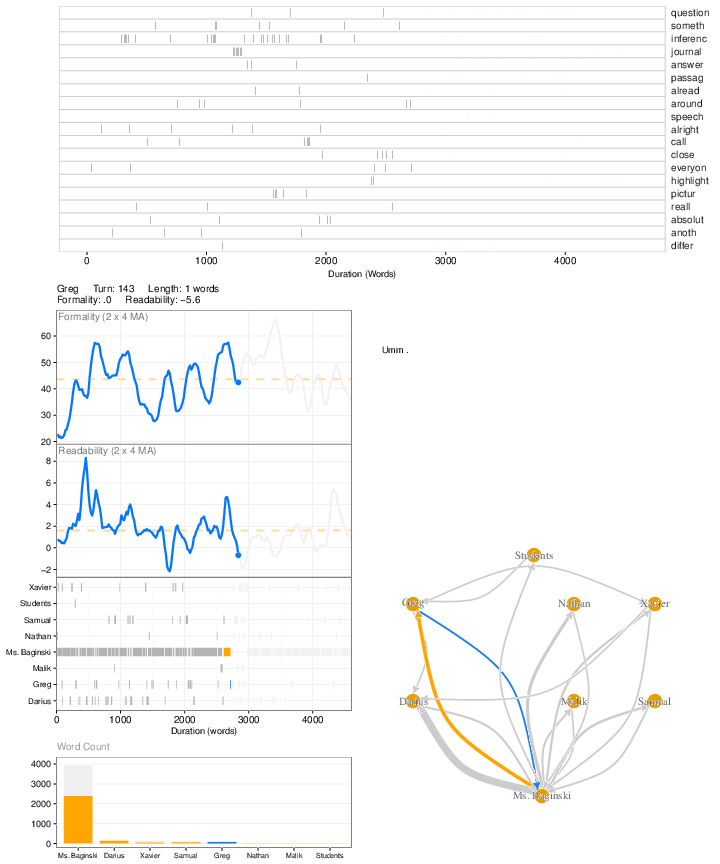 question
someth
inferenc
journal
answer
passag
alread
around
speech
alright
call
close
everyon
highlight
pictur
reall
absolut
anoth
differ
0 1000 2000 3000 4000
Duration (Words)
Greg Turn: 143 Length: 1 words
Formality: .0 Readability: −5.6
Formality (2 x 4 MA)
60
50
40
30
20
Umm .
Readability (2 x 4 MA)
8
6
4
2
0
−2
Xavier
Students
Samual
Nathan
Ms. Baginski
Malik
Greg
Darius
0 1000 2000 3000 4000
Duration (words)
Students
Greg Nathan Xavier
Darius Malik Samual
Ms. Baginski
Word Count
4000
3000
2000
1000
0
Ms. Baginski Darius Xavier Samual Greg Nathan Malik Students